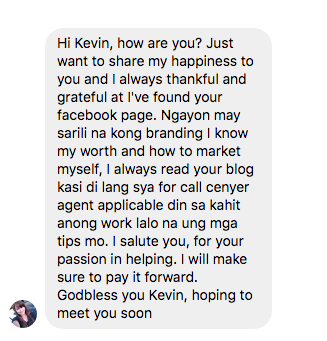 Hi Kevin, how are you? Just
want to share my happiness to
you and I always thankful and
grateful at I've found your
facebook page. Ngayon may
sarili na kong branding I know
my worth and how to market
myself, I always read your blog
kasi di lang sya for call cenyer
agent applicable din sa kahit
anong work lalo na ung mga
tips mo. I salute you, for your
passion in helping. I will make
sure to pay it forward.
Godbless you Kevin, hoping to
meet you soon